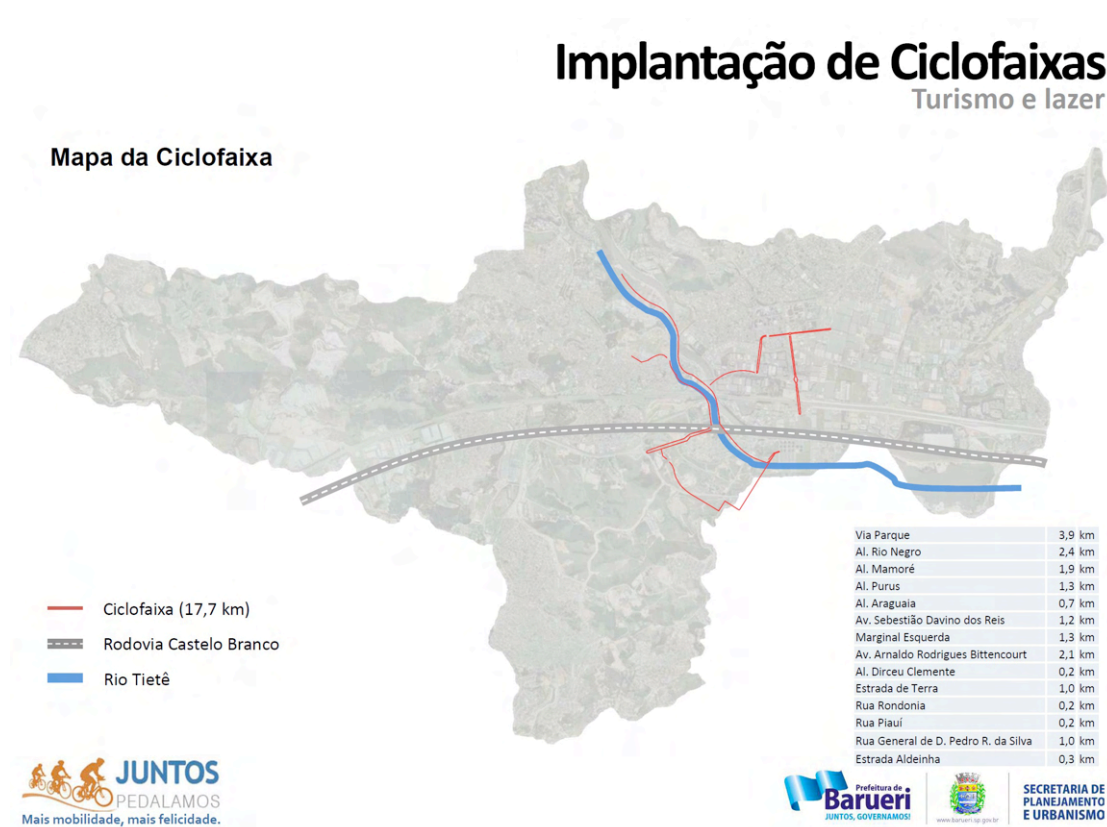 Implantação de Ciclofaixas
Turismo e lazer
Mapa da Ciclofaixa
Via Parque 3,9 km
Al. Rio Negro 2,4 km
Al. Mamoré 1,9 km
Al. Purus 1,3 km
Al. Araguaia 0,7 km
Av. Sebestião Davino dos Reis 1,2 km
Marginal Esquerda 1,3 km
Av. Arnaldo Rodrigues Bittencourt 2,1 km
Al. Dirceu Clemente 0,2 km
Estrada de Terra 1,0 km
Rua Rondonia 0,2 km
Rua Piauí 0,2 km
Rua General de D. Pedro R. da Silva 1,0 km
Estrada Aldeinha 0,3 km
Ciclofaixa (17,7 km)
Rodovia Castelo Branco
Rio Tietê
JUNTOS
PEDALAMOS
Mais mobilidade, mais felicidade.
Prefeitura de
Barueri
JUNTOS, GOVERNAMOS!
www.barueri.sp.gov.br
SECRETARIA DE
PLANEJAMENTO
E URBANISMO